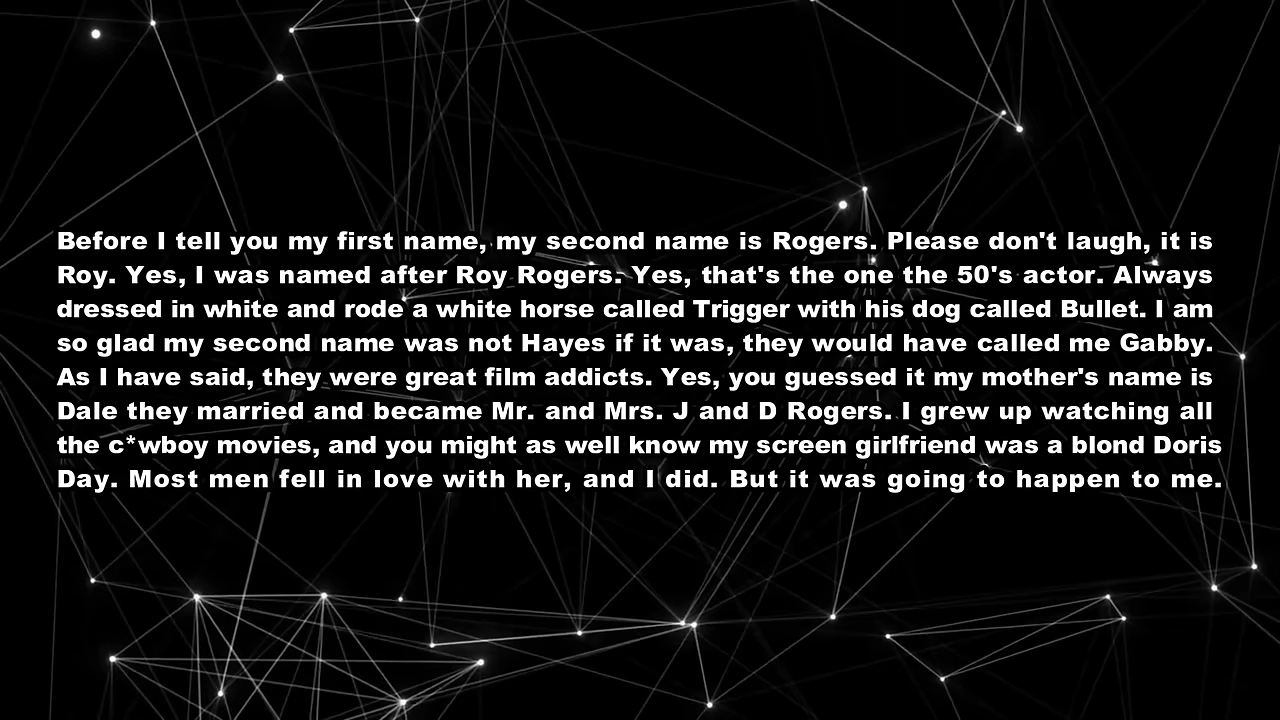 Before I tell you my first name, my second name is Rogers. Please don't laugh, it is
Roy. Yes, I was named after Roy Rogers. Yes, that's the one the 50's actor. Always
dressed in white and rode a white horse called Trigger with his dog called Bullet. I am
so glad my second name was not Hayes if it was, they would have called me Gabby.
As I have said, they were great film addicts. Yes, you guessed it my mother's name is
Dale they married and became Mr. and Mrs. J and D Rogers. I grew up watching all
the c*wboy movies, and you might as well know my screen girlfriend was a blond Doris
Day. Most men fell in love with her, and I did. But it was going to happen to me.